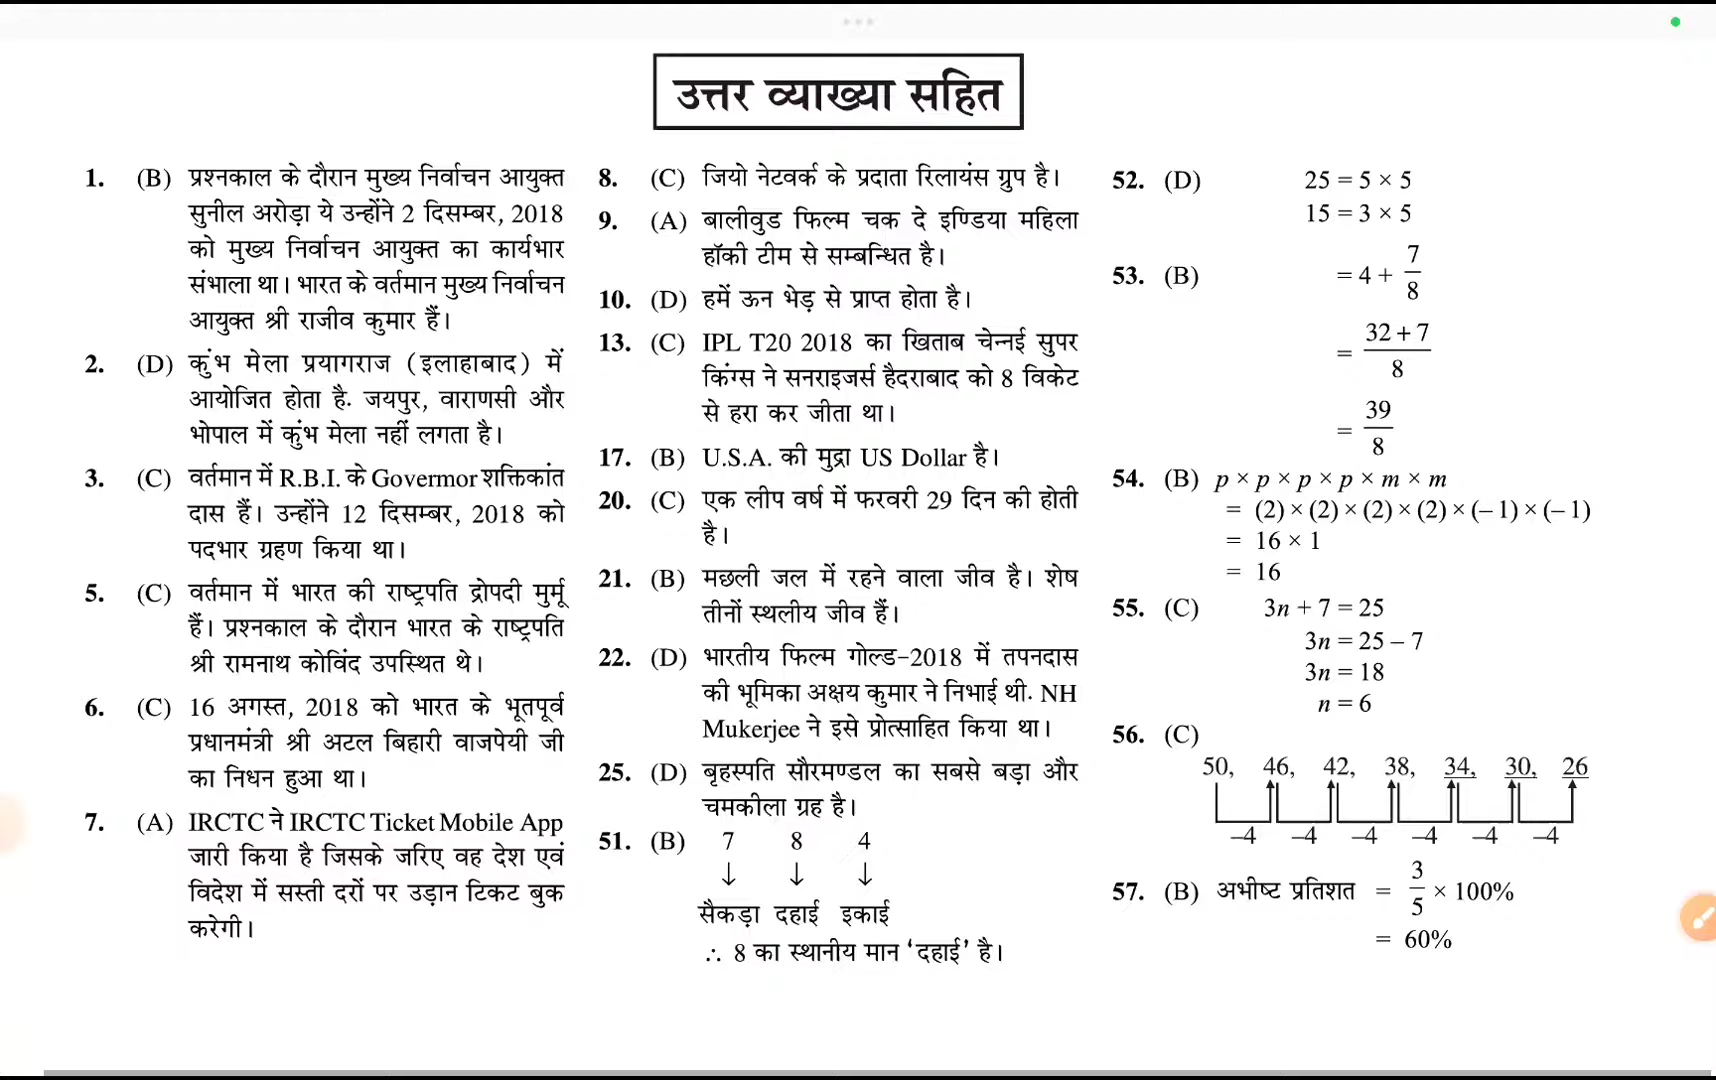 उत्तर व्याख्या सहित
1. (B) प्रश्नकाल के दौरान मुख्य निर्वाचन आयुक्त
सुनील अरोड़ा ये उन्होंने 2 दिसम्बर, 2018
को मुख्य निर्वाचन आयुक्त का कार्यभार
संभाला था। भारत के वर्तमान मुख्य निर्वाचन
आयुक्त श्री राजीव कुमार हैं।
2. (D) कुंभ मेला प्रयागराज (इलाहाबाद) में
आयोजित होता है. जयपुर, वाराणसी और
भोपाल में कुंभ मेला नहीं लगता है।
3. (C) वर्तमान में R.B.I. के Govermor शक्तिकांत
दास हैं। उन्होंने 12 दिसम्बर, 2018 को
पदभार ग्रहण किया था।
5. (C) वर्तमान में भारत की राष्ट्रपति द्रोपदी मुर्मू
हैं। प्रश्नकाल के दौरान भारत के राष्ट्रपति
श्री रामनाथ कोविंद उपस्थित थे।
6. (C) 16 अगस्त, 2018 को भारत के भूतपूर्व
प्रधानमंत्री श्री अटल बिहारी वाजपेयी जी
का निधन हुआ था।
7. (A) IRCTC ने IRCTC Ticket Mobile App
जारी किया है जिसके जरिए वह देश एवं
विदेश में सस्ती दरों पर उड़ान टिकट बुक
करेगी।
8. (C) जियो नेटवर्क के प्रदाता रिलायंस ग्रुप है।
9. (A) बालीवुड फिल्म चक दे इण्डिया महिला
हॉकी टीम से सम्बन्धित है।
10. (D) हमें ऊन भेड़ से प्राप्त होता है।
13. (C) IPL T20 2018 का खिताब चेन्नई सुपर
किंग्स ने सनराइजर्स हैदराबाद को 8 विकेट
से हरा कर जीता था।
17. (B) U.S.A. की मुद्रा US Dollar है।
20. (C) एक लीप वर्ष में फरवरी 29 दिन की होती
है।
21. (B) मछली जल में रहने वाला जीव है। शेष
तीनों स्थलीय जीव हैं।
22. (D) भारतीय फिल्म गोल्ड-2018 में तपनदास
की भूमिका अक्षय कुमार ने निभाई थी. NH
Mukerjee ने इसे प्रोत्साहित किया था।
25. (D) बृहस्पति सौरमण्डल का सबसे बड़ा और
चमकीला ग्रह है।
51. (B) 7 8 4
↓ ↓ ↓
सैकड़ा दहाई इकाई
∴ 8 का स्थानीय मान 'दहाई' है।
52. (D) 25 = 5 × 5
15 = 3 × 5
53. (B) = 4 + 7/8
= (32 + 7)/8
= 39/8
54. (B) p × p × p × p × m × m
= (2) × (2) × (2) × (2) × (– 1) × (– 1)
= 16 × 1
= 16
55. (C) 3n + 7 = 25
3n = 25 – 7
3n = 18
n = 6
56. (C)
50, 46, 42, 38, 34, 30, 26
–4 –4 –4 –4 –4 –4
57. (B) अभीष्ट प्रतिशत = 3/5 × 100%
= 60%